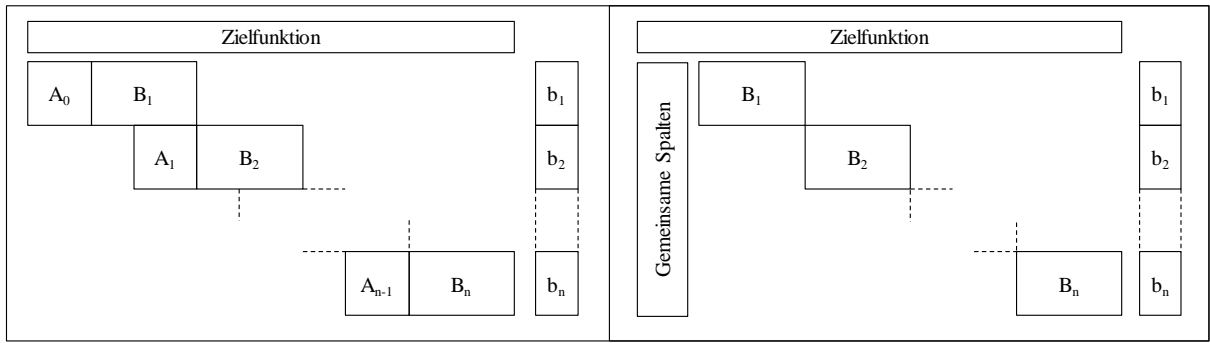 Zielfunktion
A₀ B₁ b₁
A₁ B₂ b₂
Aₙ₋₁ Bₙ bₙ
Zielfunktion
Gemeinsame Spalten
B₁ b₁
B₂ b₂
Bₙ bₙ